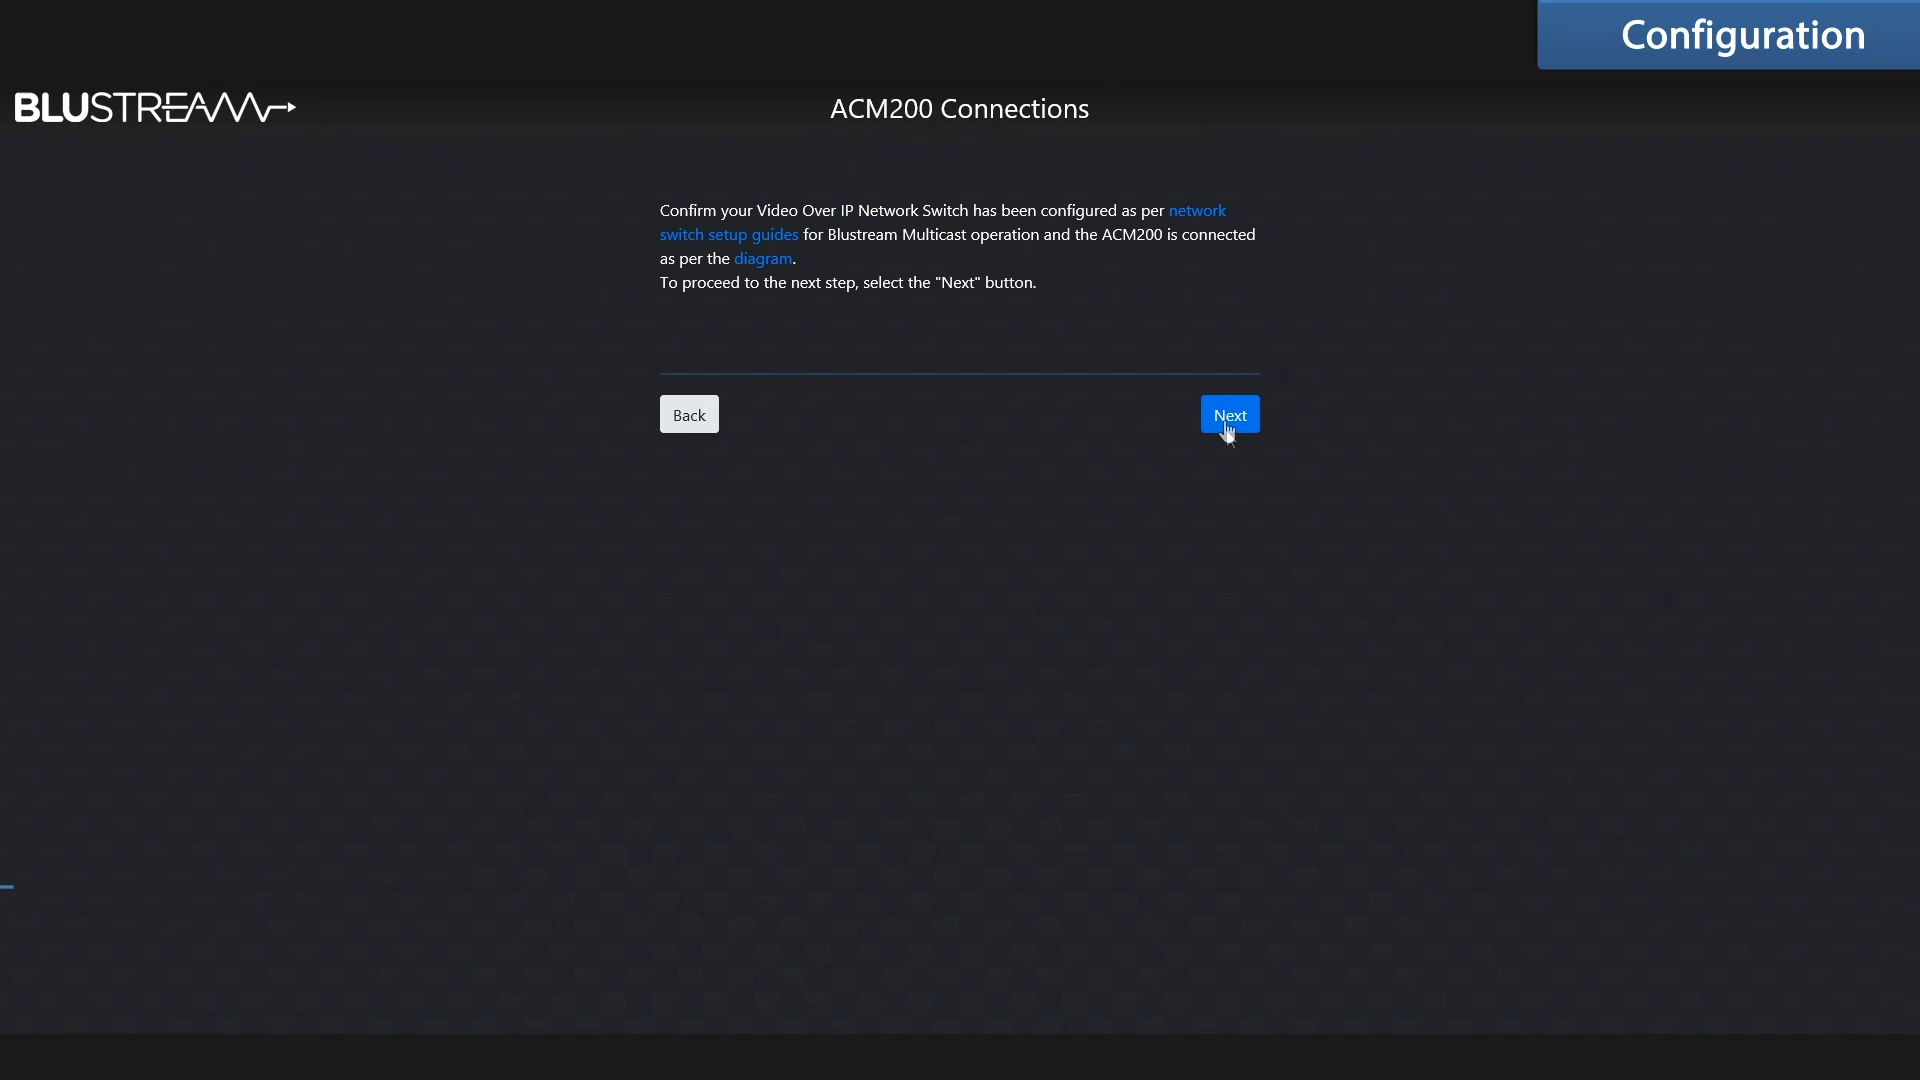 Configuration
BLUSTREAM
ACM200 Connections
Confirm your Video Over IP Network Switch has been configured as per network
switch setup guides for Blustream Multicast operation and the ACM200 is connected
as per the diagram.
To proceed to the next step, select the "Next" button.
Back
Next